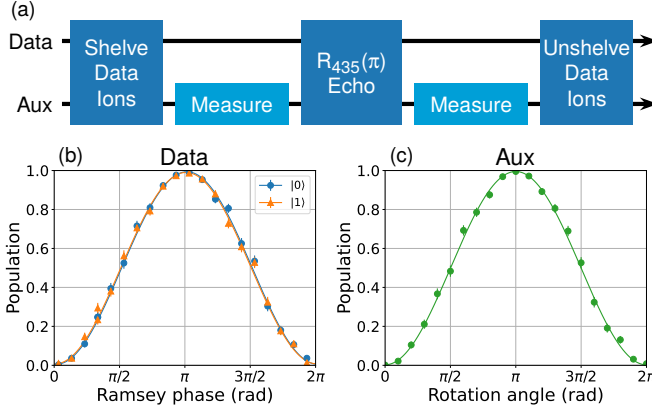 (a)
Data
Aux
Shelve
Data
Ions
Measure
R435(π)
Echo
Measure
Unshelve
Data
Ions
(b)
Data
Population
1.0
0.8
0.6
0.4
0.2
0.0
|0⟩
|1⟩
0
π/2
π
3π/2
2π
Ramsey phase (rad)
(c)
Aux
Population
1.0
0.8
0.6
0.4
0.2
0.0
0
π/2
π
3π/2
2π
Rotation angle (rad)